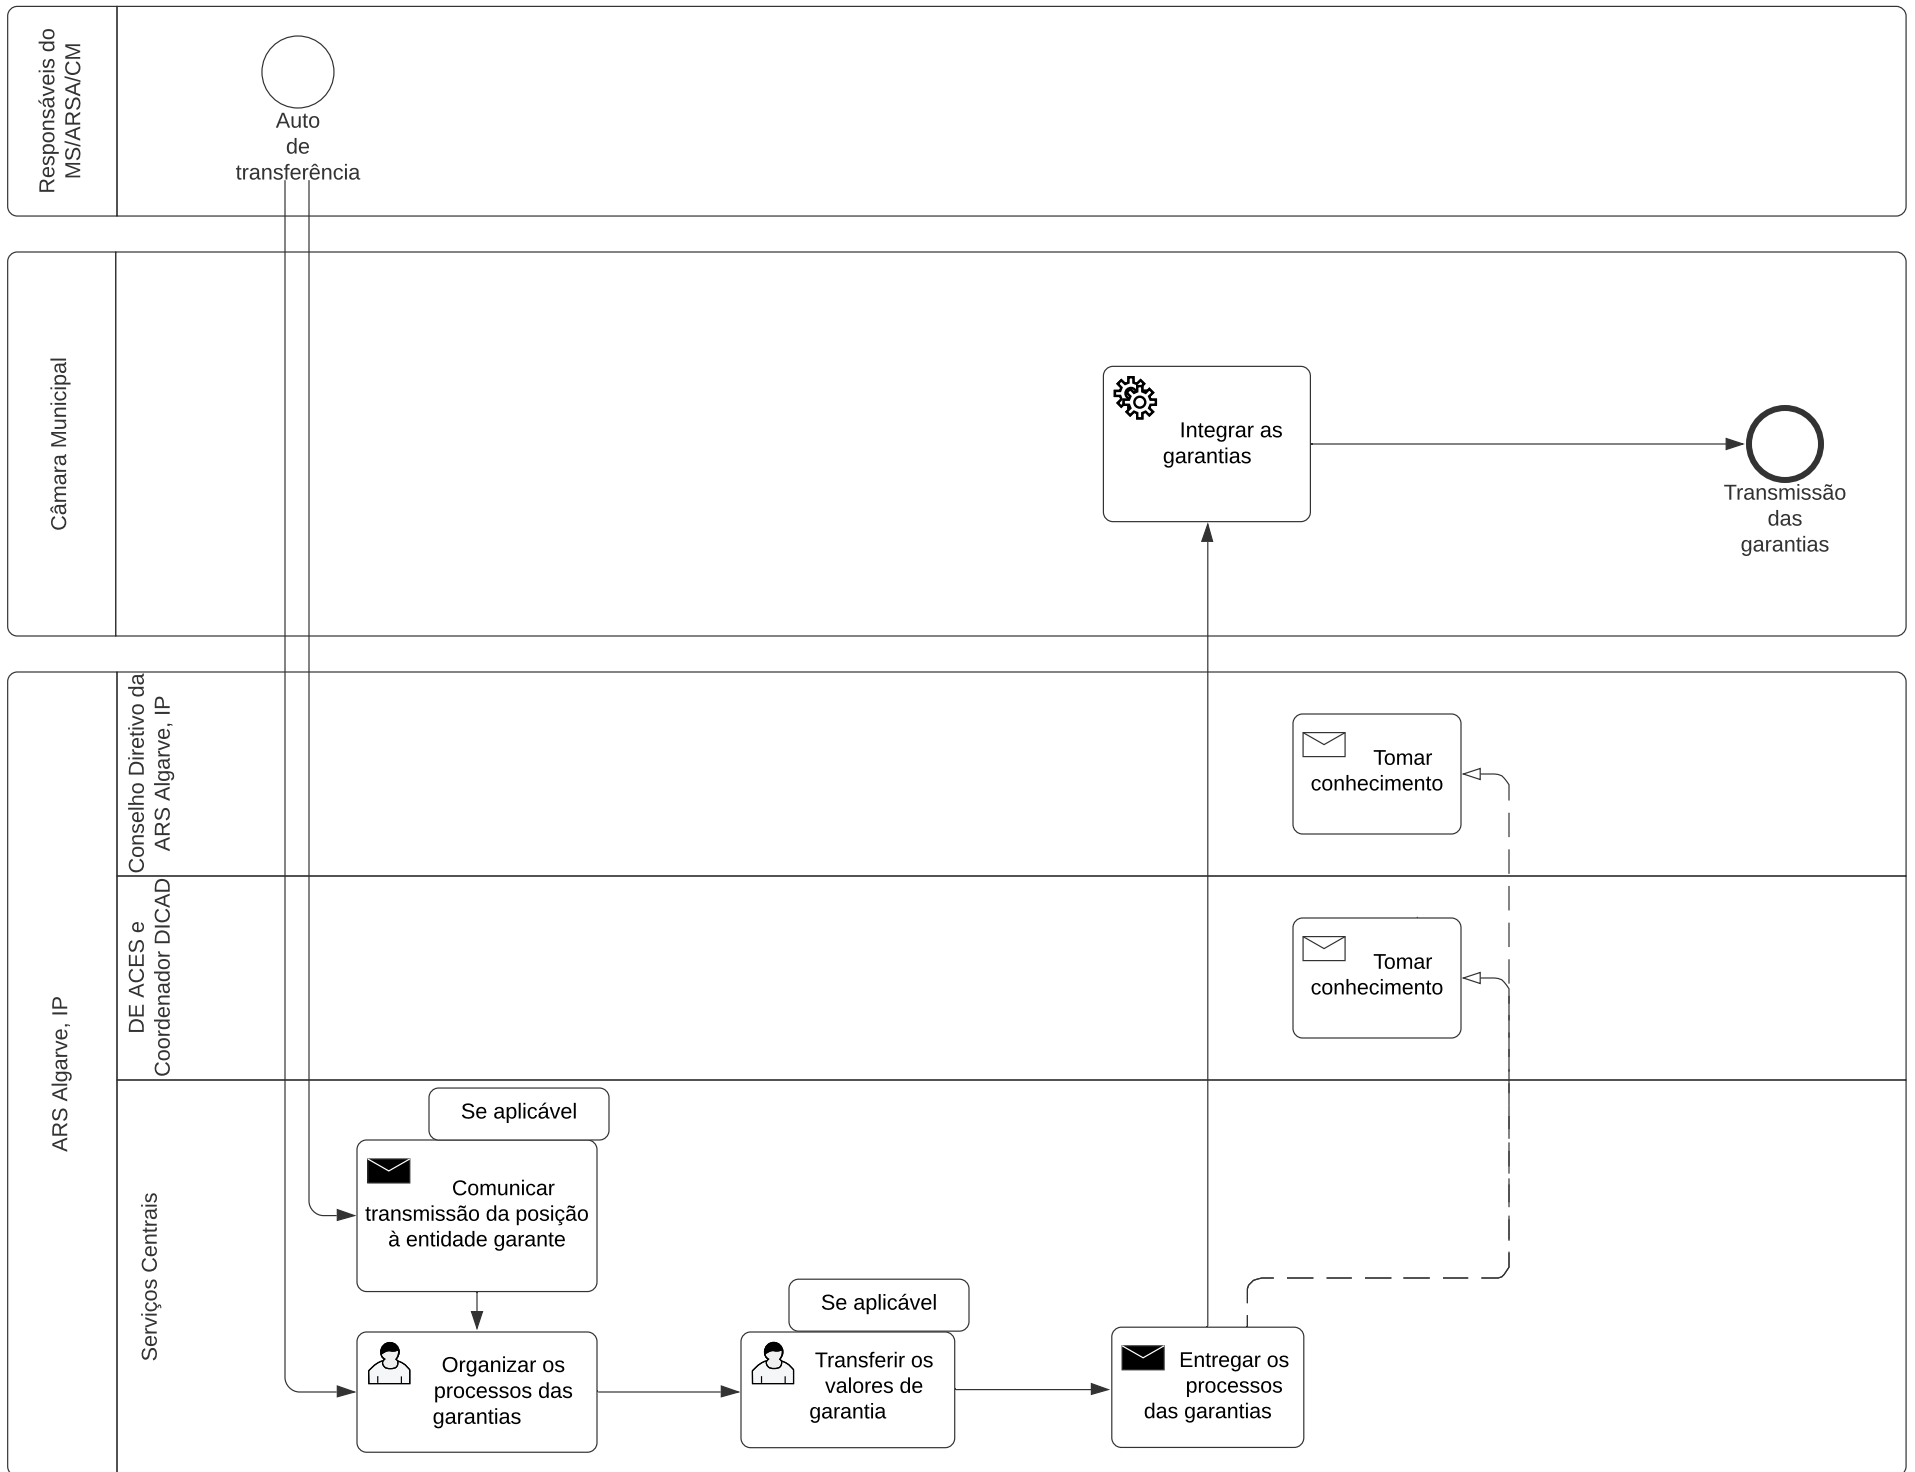 Responsáveis do
MS/ARSA/CM
Auto
de
transferência
Câmara Municipal
Integrar as
garantias
Transmissão
das
garantias
ARS Algarve, IP
Conselho Diretivo da
ARS Algarve, IP
Tomar
conhecimento
DE ACES e
Coordenador DICAD
Tomar
conhecimento
Serviços Centrais
Se aplicável
Comunicar
transmissão da posição
à entidade garante
Organizar os
processos das
garantias
Se aplicável
Transferir os
valores de
garantia
Entregar os
processos
das garantias